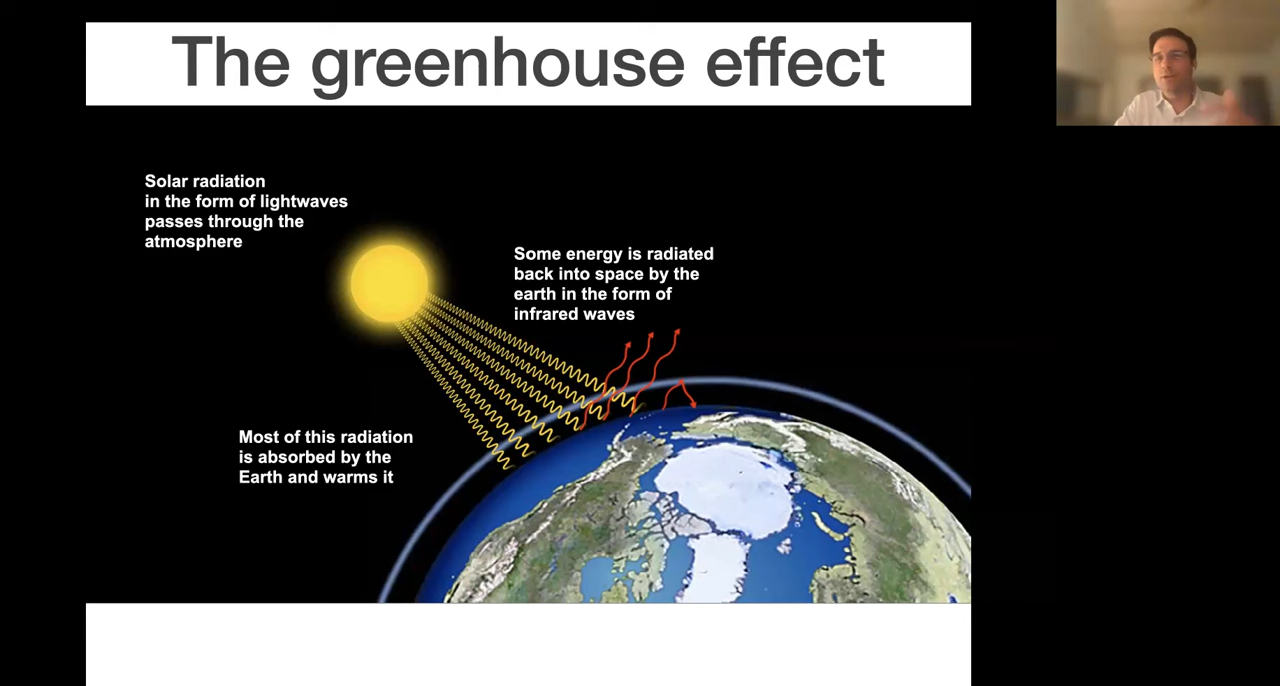 The greenhouse effect
Solar radiation
in the form of lightwaves
passes through the
atmosphere
Some energy is radiated
back into space by the
earth in the form of
infrared waves
Most of this radiation
is absorbed by the
Earth and warms it